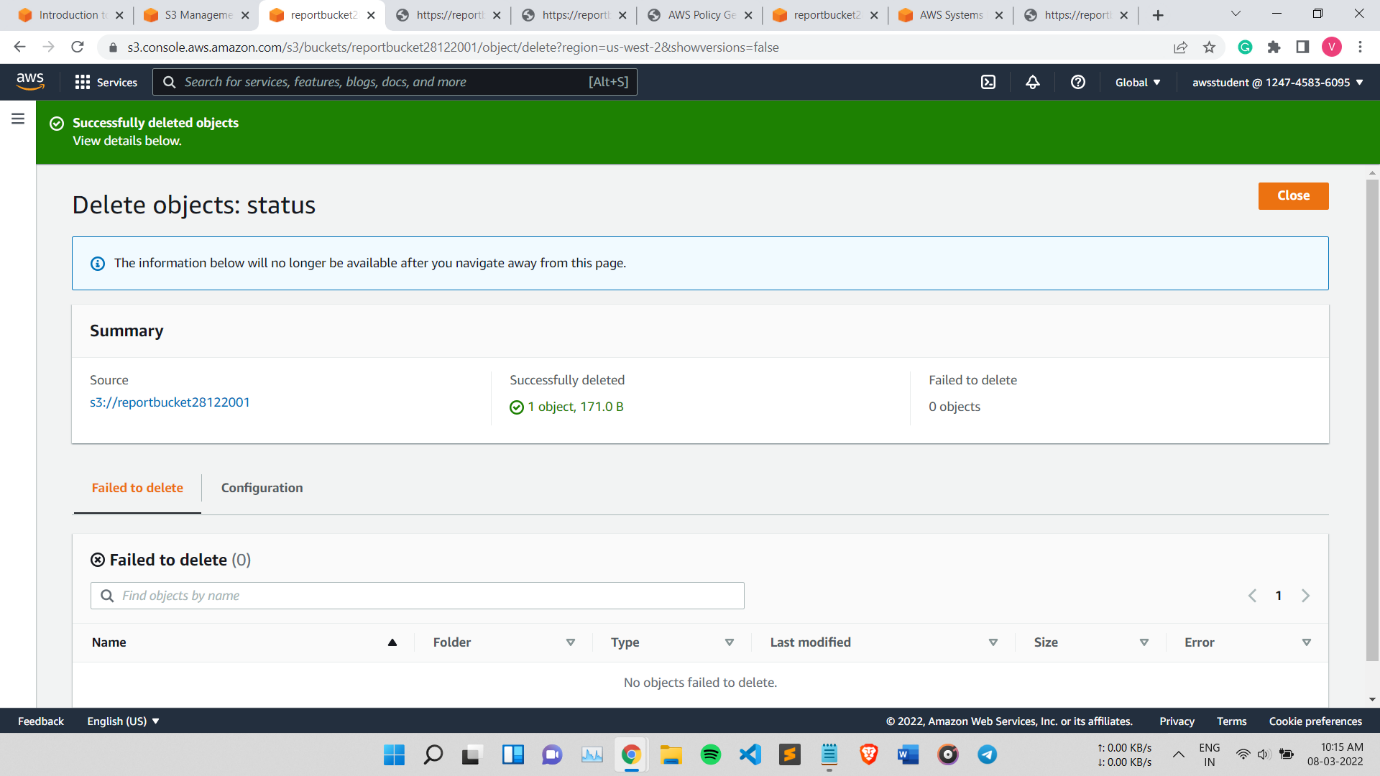 Introduction t
S3 Manageme
reportbucket2
https://report
https://report
AWS Policy Ge
reportbucket2
AWS Systems
https://report
s3.console.aws.amazon.com/s3/buckets/reportbucket28122001/object/delete?region=us-west-2&showversions=false
V
aws
Services
Search for services, features, blogs, docs, and more
[Alt+S]
Global
awsstudent @ 1247-4583-6095
Successfully deleted objects
View details below.
Delete objects: status
Close
The information below will no longer be available after you navigate away from this page.
Summary
Source
s3://reportbucket28122001
Successfully deleted
1 object, 171.0 B
Failed to delete
0 objects
Failed to delete
Configuration
Failed to delete (0)
Find objects by name
1
Name
Folder
Type
Last modified
Size
Error
No objects failed to delete.
Feedback
English (US)
© 2022, Amazon Web Services, Inc. or its affiliates.
Privacy
Terms
Cookie preferences
↑: 0.00 KB/s
↓: 0.00 KB/s
ENG
IN
10:15 AM
08-03-2022